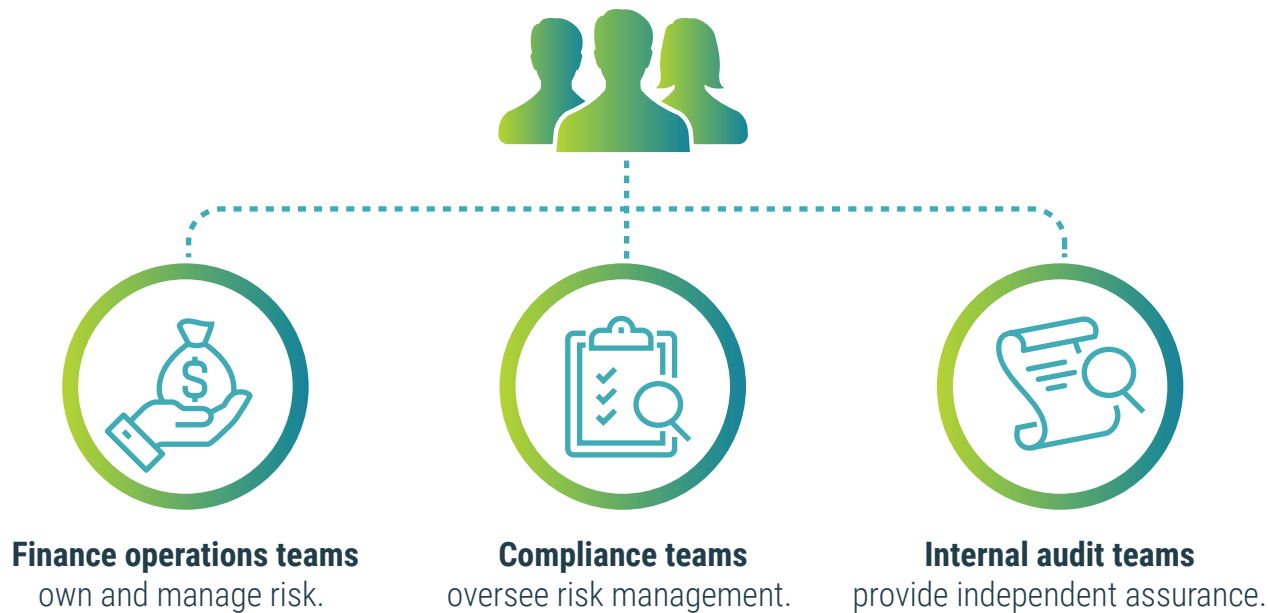 $
Finance operations teams
own and manage risk.
Compliance teams
oversee risk management.
Internal audit teams
provide independent assurance.